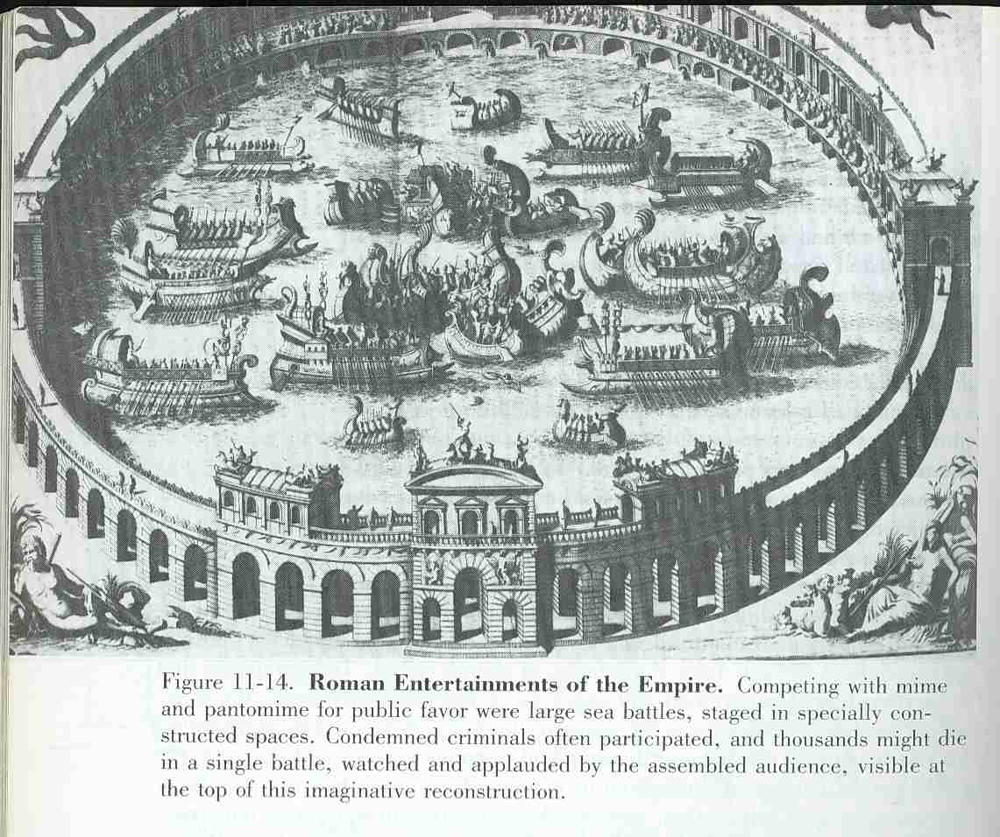 Figure 11-14. Roman Entertainments of the Empire. Competing with mime
and pantomime for public favor were large sea battles, staged in specially con-
structed spaces. Condemned criminals often participated, and thousands might die
in a single battle, watched and applauded by the assembled audience, visible at
the top of this imaginative reconstruction.